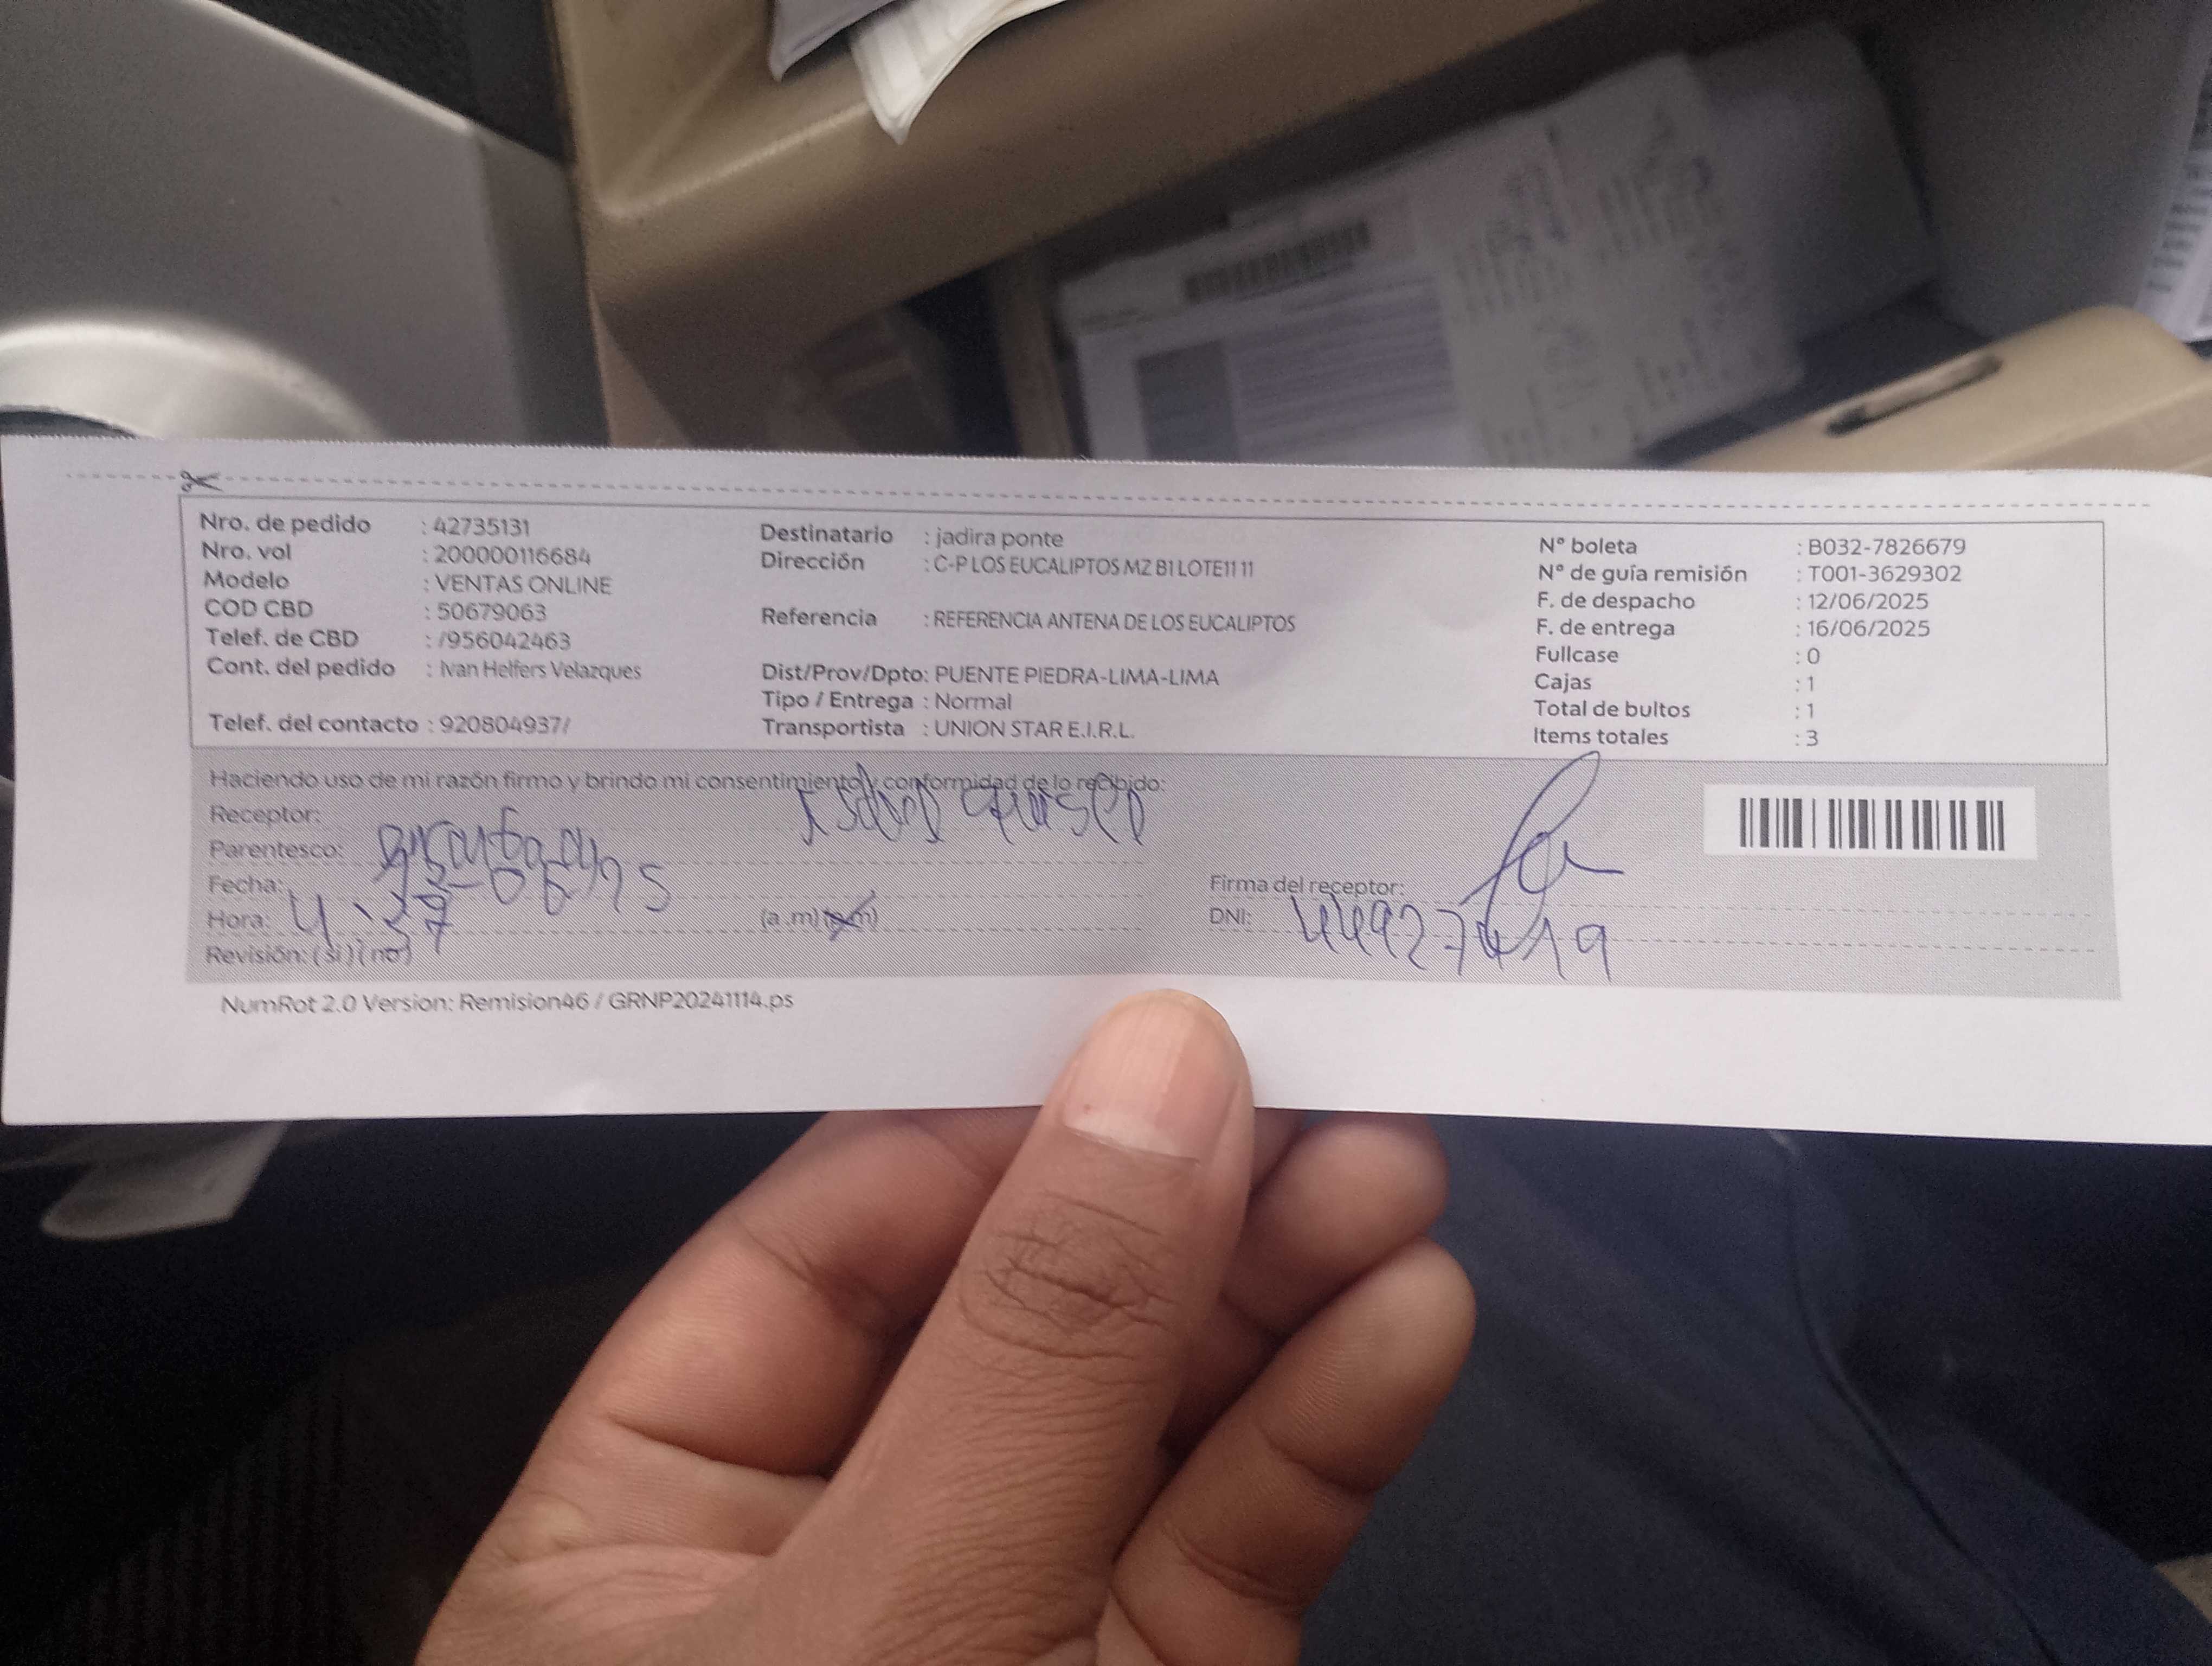 Nro. de pedido : 42735131
Nro. vol : 200000116684
Modelo : VENTAS ONLINE
COD CBD : 50679063
Telef. de CBD : /956042463
Cont. del pedido : Ivan Helfers Velazques
Telef. del contacto : 920804937/
Destinatario : jadira ponte
Dirección : C-P LOS EUCALIPTOS MZ B1 LOTE11 11
Referencia : REFERENCIA ANTENA DE LOS EUCALIPTOS
Dist/Prov/Dpto: PUENTE PIEDRA-LIMA-LIMA
Tipo / Entrega : Normal
Transportista : UNION STAR E.I.R.L.
N° boleta : B032-7826679
N° de guía remisión : T001-3629302
F. de despacho : 12/06/2025
F. de entrega : 16/06/2025
Fullcase : 0
Cajas : 1
Total de bultos : 1
Items totales : 3
Haciendo uso de mi razón firmo y brindo mi consentimiento y conformidad de lo recibido:
Receptor:
Parentesco:
Fecha:
Hora: (a .m) (p.m)
Revisión: (si) (no)
Firma del receptor:
DNI:
NumRot 2.0 Version: Remision46 / GRNP20241114.ps